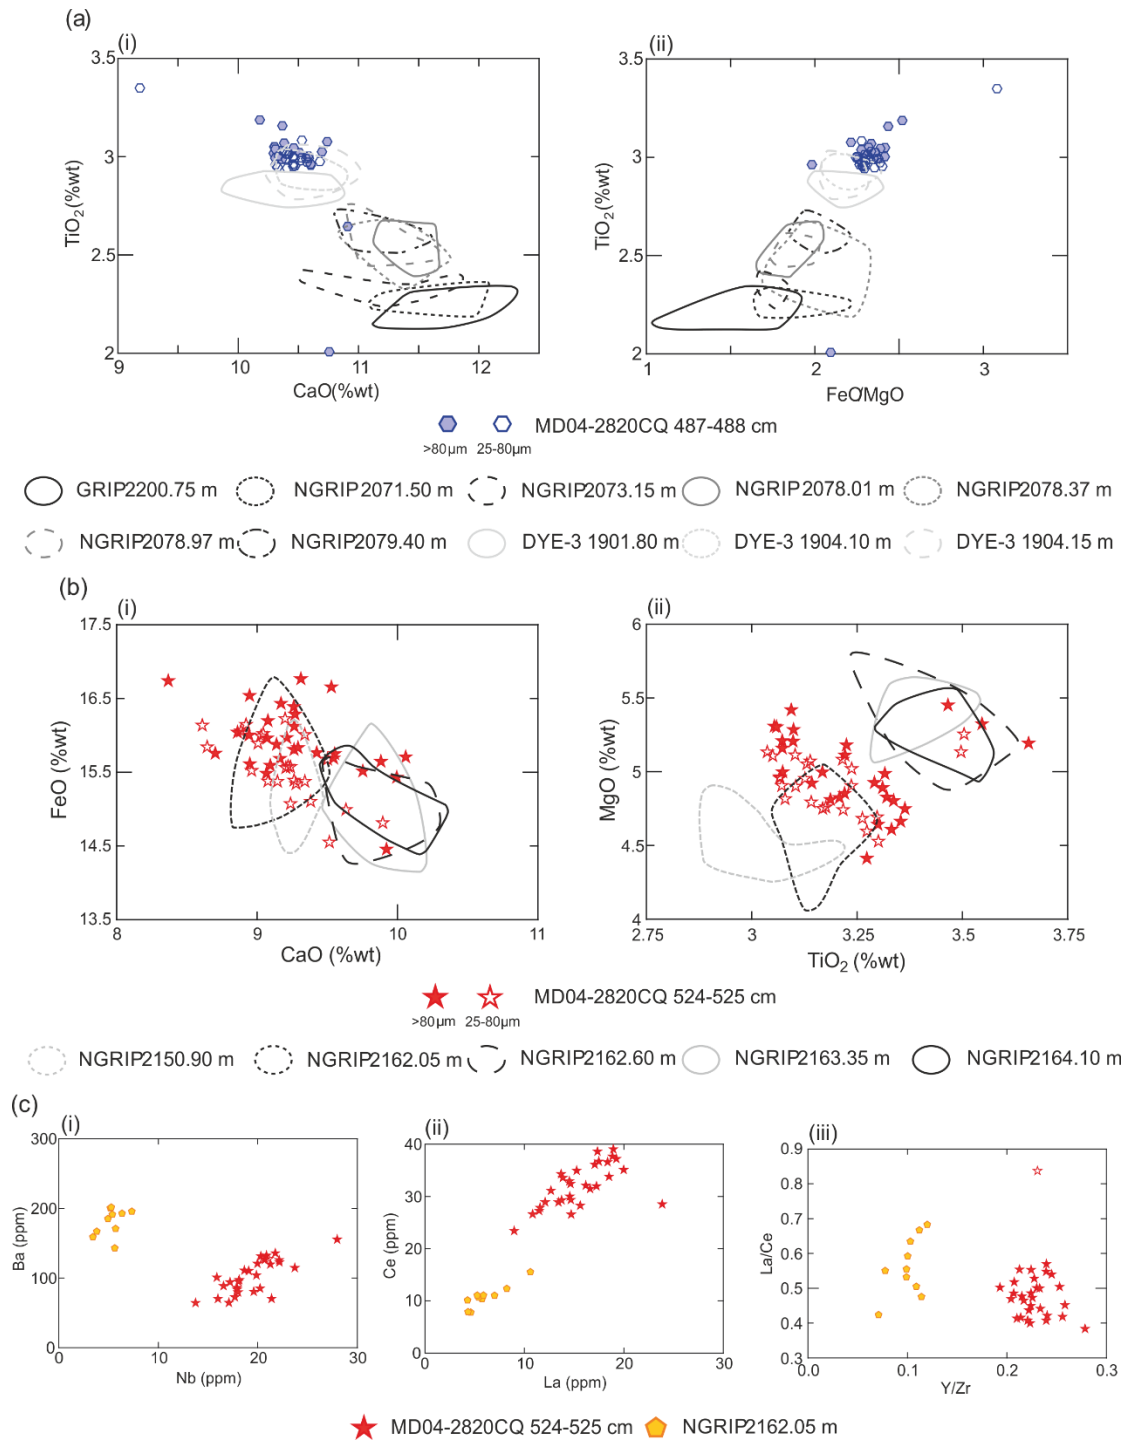 (a)
(i)
(ii)
3.5
3
2.5
2
TiO2 (%wt)
9 10 11 12
CaO(%wt)
3.5
3
2.5
2
TiO2 (%wt)
1 2 3
FeO/MgO
MD04-2820CQ 487-488 cm
>80µm 25-80µm
GRIP2200.75 m NGRIP2071.50 m NGRIP2073.15 m NGRIP2078.01 m NGRIP2078.37 m
NGRIP2078.97 m NGRIP2079.40 m DYE-3 1901.80 m DYE-3 1904.10 m DYE-3 1904.15 m
(b)
(i)
(ii)
17.5
16.5
15.5
14.5
13.5
FeO (%wt)
8 9 10 11
CaO (%wt)
6
5.5
5
4.5
4
MgO (%wt)
2.75 3 3.25 3.5 3.75
TiO2 (%wt)
MD04-2820CQ 524-525 cm
>80µm 25-80µm
NGRIP2150.90 m NGRIP2162.05 m NGRIP2162.60 m NGRIP2163.35 m NGRIP2164.10 m
(c)
(i)
(ii)
(iii)
300
200
100
0
Ba (ppm)
0 10 20 30
Nb (ppm)
40
30
20
10
0
Ce (ppm)
0 10 20 30
La (ppm)
0.9
0.8
0.7
0.6
0.5
0.4
0.3
La/Ce
0.0 0.1 0.2 0.3
Y/Zr
MD04-2820CQ 524-525 cm NGRIP2162.05 m